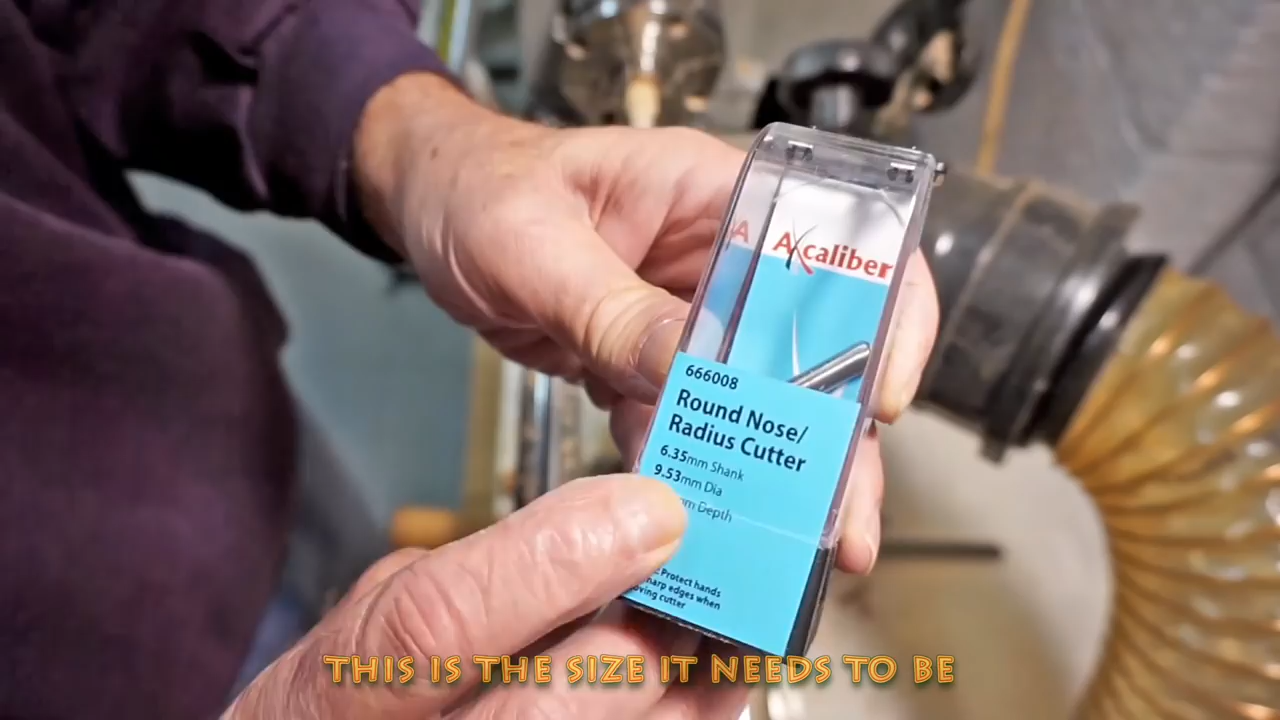 A
Axcaliber
666008
Round Nose/
Radius Cutter
6.35mm Shank
9.53mm Dia
Depth
Protect hands
edges when
cutter
THIS IS THE SIZE IT NEEDS TO BE